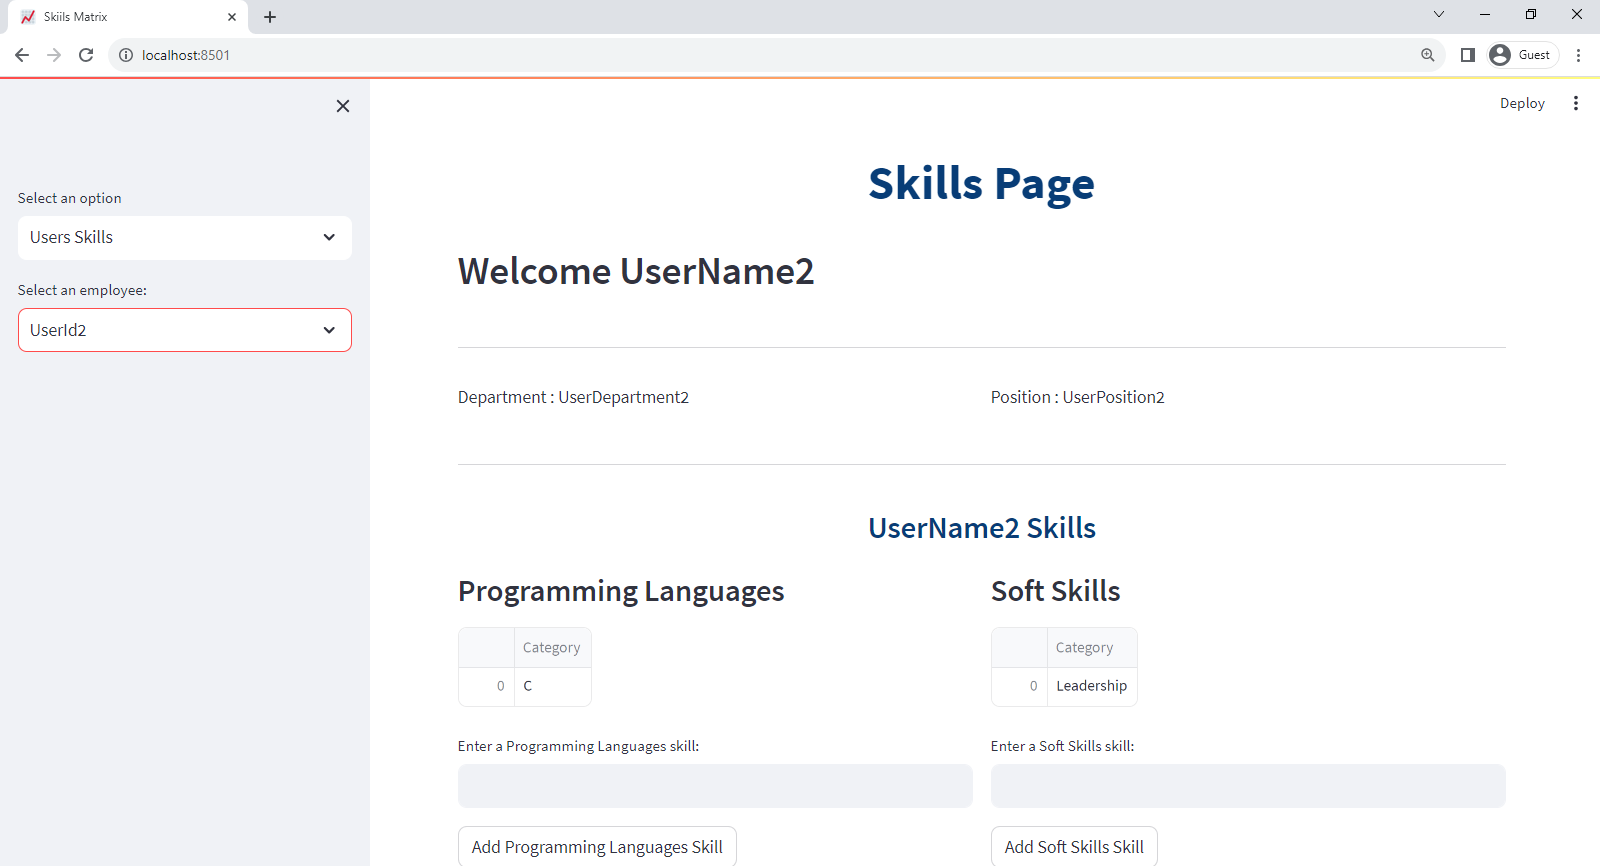 Skiils Matrix
localhost:8501
Guest
Deploy
Select an option
Users Skills
Select an employee:
UserId2
Skills Page
Welcome UserName2
Department : UserDepartment2
Position : UserPosition2
UserName2 Skills
Programming Languages
Category
0 C
Enter a Programming Languages skill:
Add Programming Languages Skill
Soft Skills
Category
0 Leadership
Enter a Soft Skills skill:
Add Soft Skills Skill